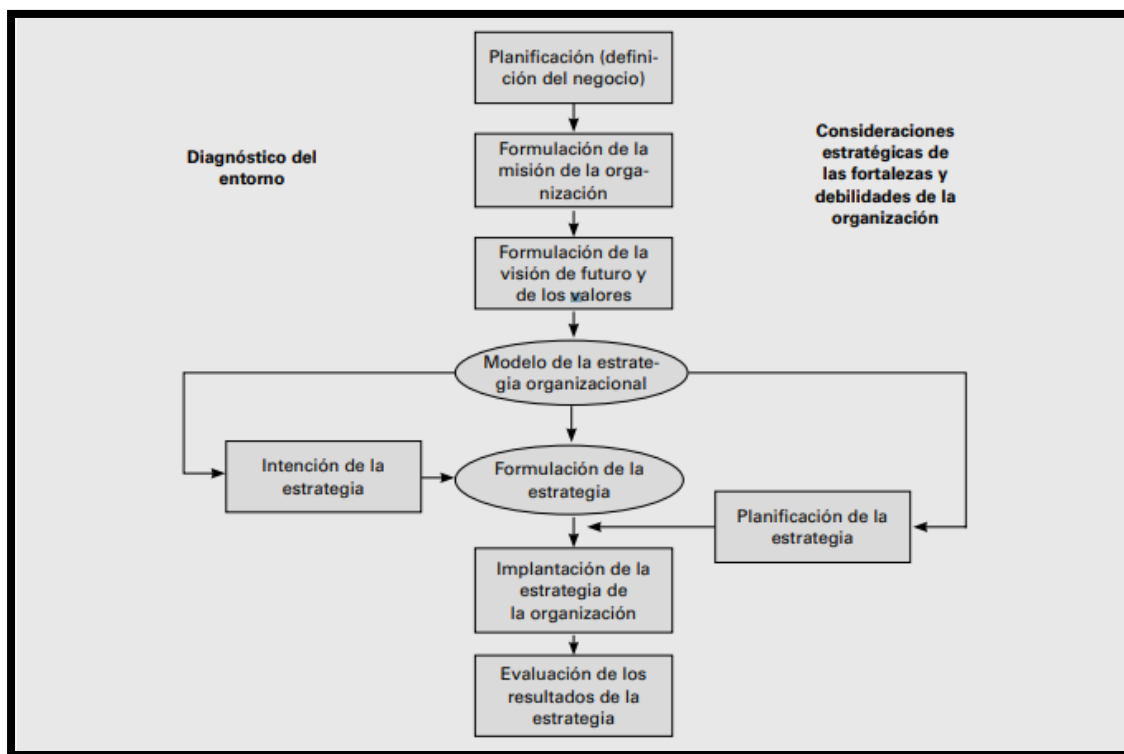 Planificación (defini-
ción del negocio)
Diagnóstico del
entorno
Formulación de la
misión de la orga-
nización
Consideraciones
estratégicas de
las fortalezas y
debilidades de la
organización
Formulación de la
visión de futuro y
de los valores
Modelo de la estrate-
gia organizacional
Intención de la
estrategia
Formulación de la
estrategia
Planificación de la
estrategia
Implantación de la
estrategia de
la organización
Evaluación de los
resultados de la
estrategia